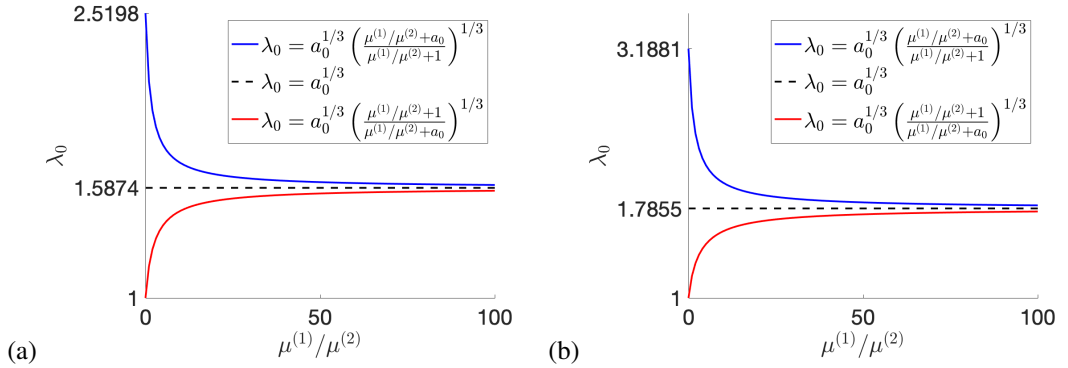 2.5198
1.5874
1
λ₀
λ₀ = a₀^{1/3} ( (μ⁽¹⁾/μ⁽²⁾+a₀) / (μ⁽¹⁾/μ⁽²⁾+1) )^{1/3}
λ₀ = a₀^{1/3}
λ₀ = a₀^{1/3} ( (μ⁽¹⁾/μ⁽²⁾+1) / (μ⁽¹⁾/μ⁽²⁾+a₀) )^{1/3}
0 50 100
μ⁽¹⁾/μ⁽²⁾
(a)
3.1881
1.7855
1
λ₀
λ₀ = a₀^{1/3} ( (μ⁽¹⁾/μ⁽²⁾+a₀) / (μ⁽¹⁾/μ⁽²⁾+1) )^{1/3}
λ₀ = a₀^{1/3}
λ₀ = a₀^{1/3} ( (μ⁽¹⁾/μ⁽²⁾+1) / (μ⁽¹⁾/μ⁽²⁾+a₀) )^{1/3}
0 50 100
μ⁽¹⁾/μ⁽²⁾
(b)